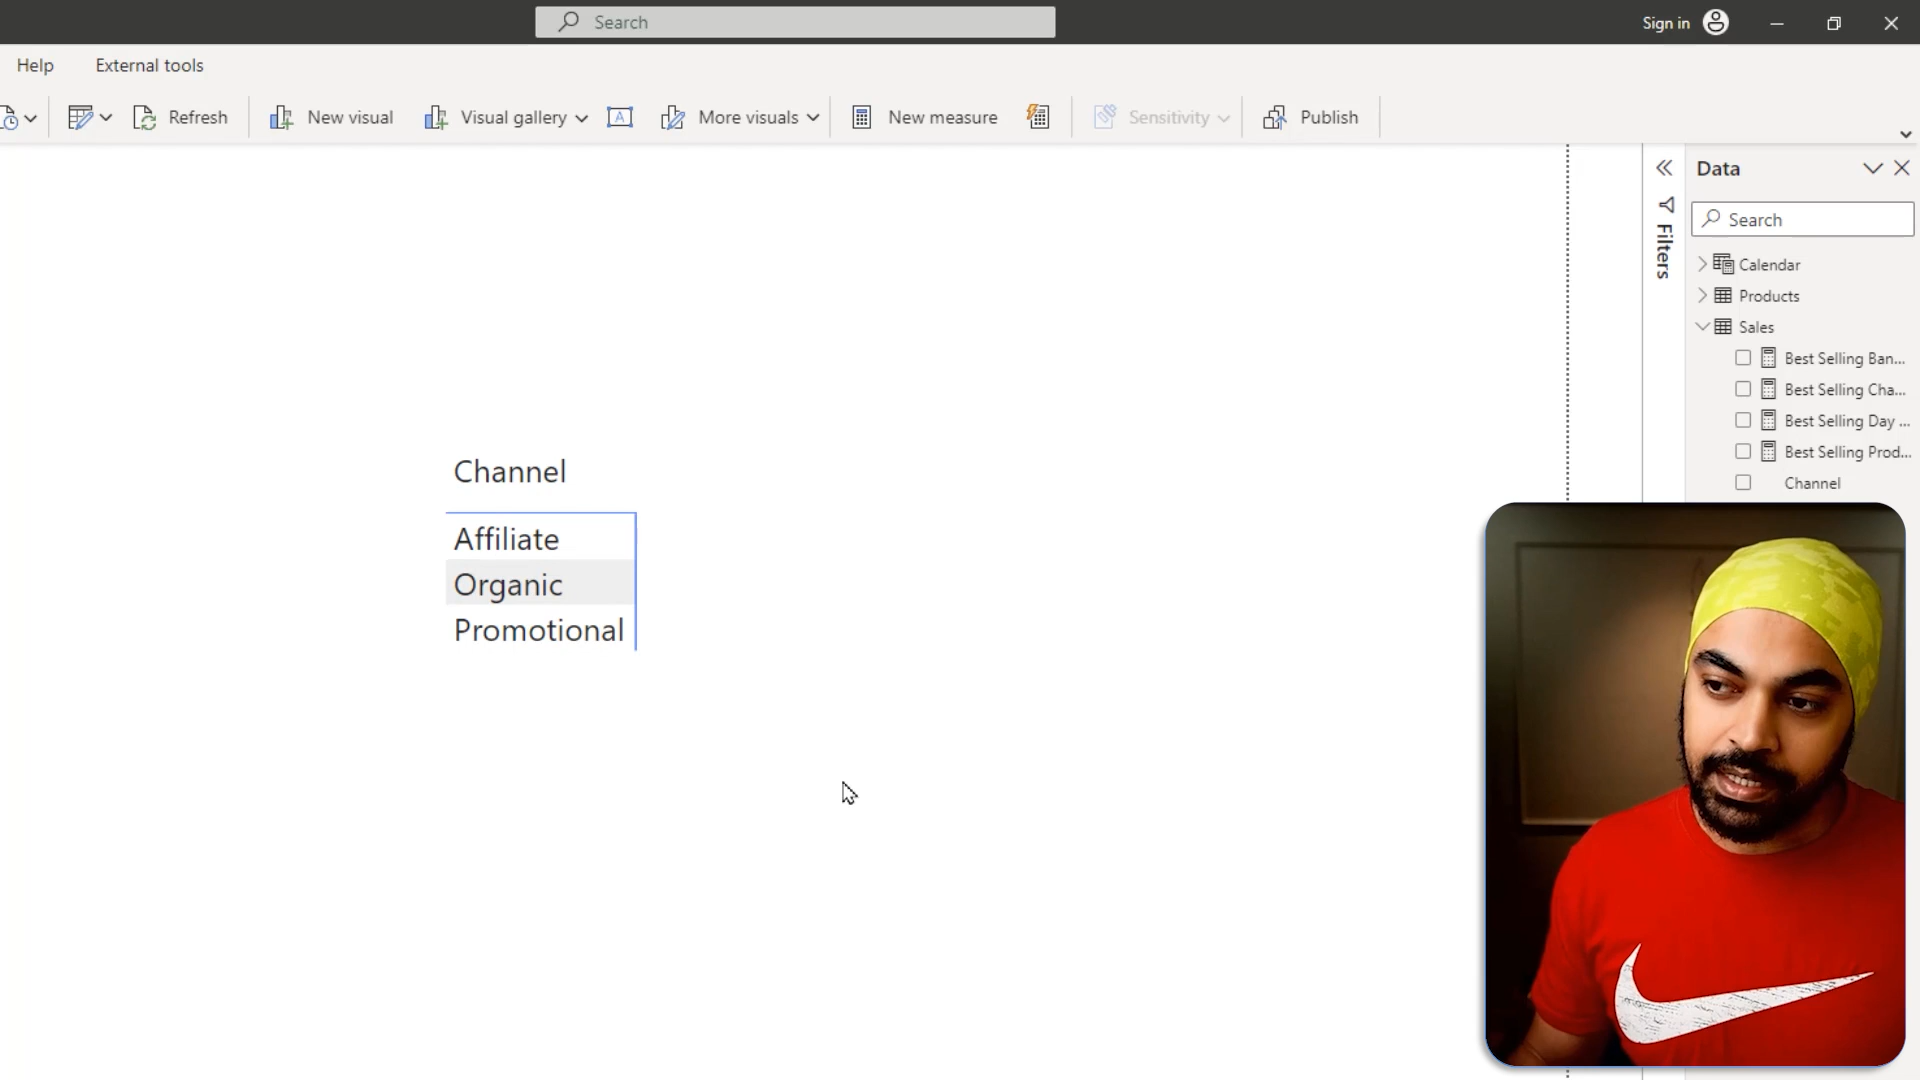 Search
Sign in
Help
External tools
Refresh
New visual
Visual gallery
A
More visuals
New measure
Sensitivity
Publish
Data
Search
Filters
Calendar
Products
Sales
Best Selling Ban...
Best Selling Cha...
Best Selling Day ...
Best Selling Prod...
Channel
Channel
Affiliate
Organic
Promotional